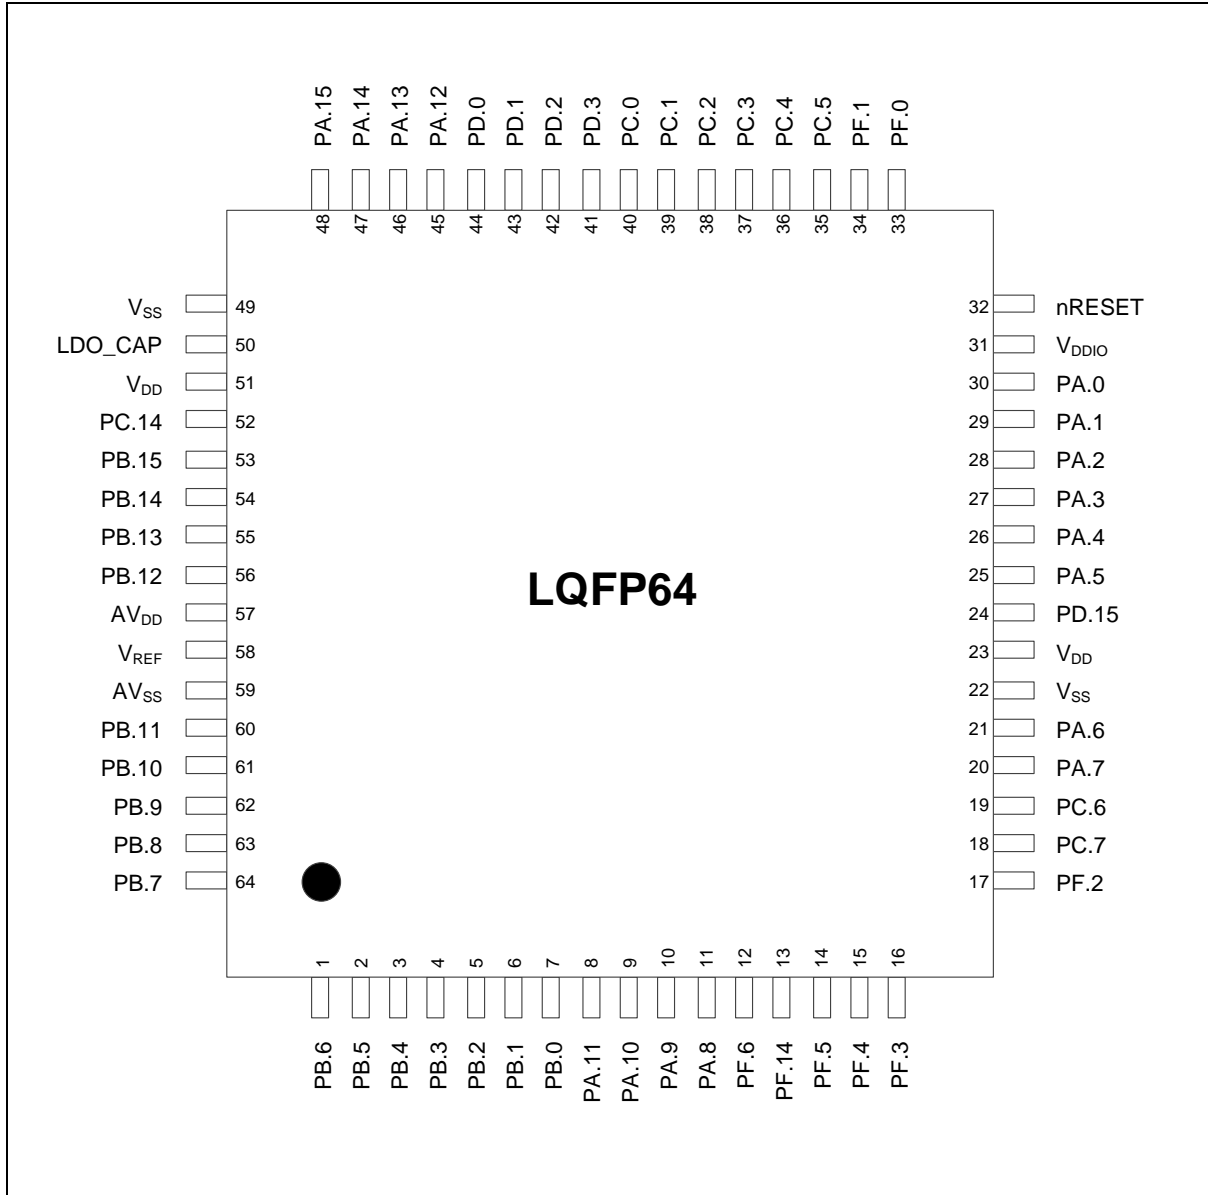 PA.15 PA.14 PA.13 PA.12 PD.0 PD.1 PD.2 PD.3 PC.0 PC.1 PC.2 PC.3 PC.4 PC.5 PF.1 PF.0
48 47 46 45 44 43 42 41 40 39 38 37 36 35 34 33
VSS 49 32 nRESET
LDO_CAP 50 31 VDDIO
VDD 51 30 PA.0
PC.14 52 29 PA.1
PB.15 53 28 PA.2
PB.14 54 27 PA.3
PB.13 55 26 PA.4
PB.12 56 25 PA.5
LQFP64
AVDD 57 24 PD.15
VREF 58 23 VDD
AVSS 59 22 VSS
PB.11 60 21 PA.6
PB.10 61 20 PA.7
PB.9 62 19 PC.6
PB.8 63 18 PC.7
PB.7 64 17 PF.2
1 2 3 4 5 6 7 8 9 10 11 12 13 14 15 16
PB.6 PB.5 PB.4 PB.3 PB.2 PB.1 PB.0 PA.11 PA.10 PA.9 PA.8 PF.6 PF.14 PF.5 PF.4 PF.3